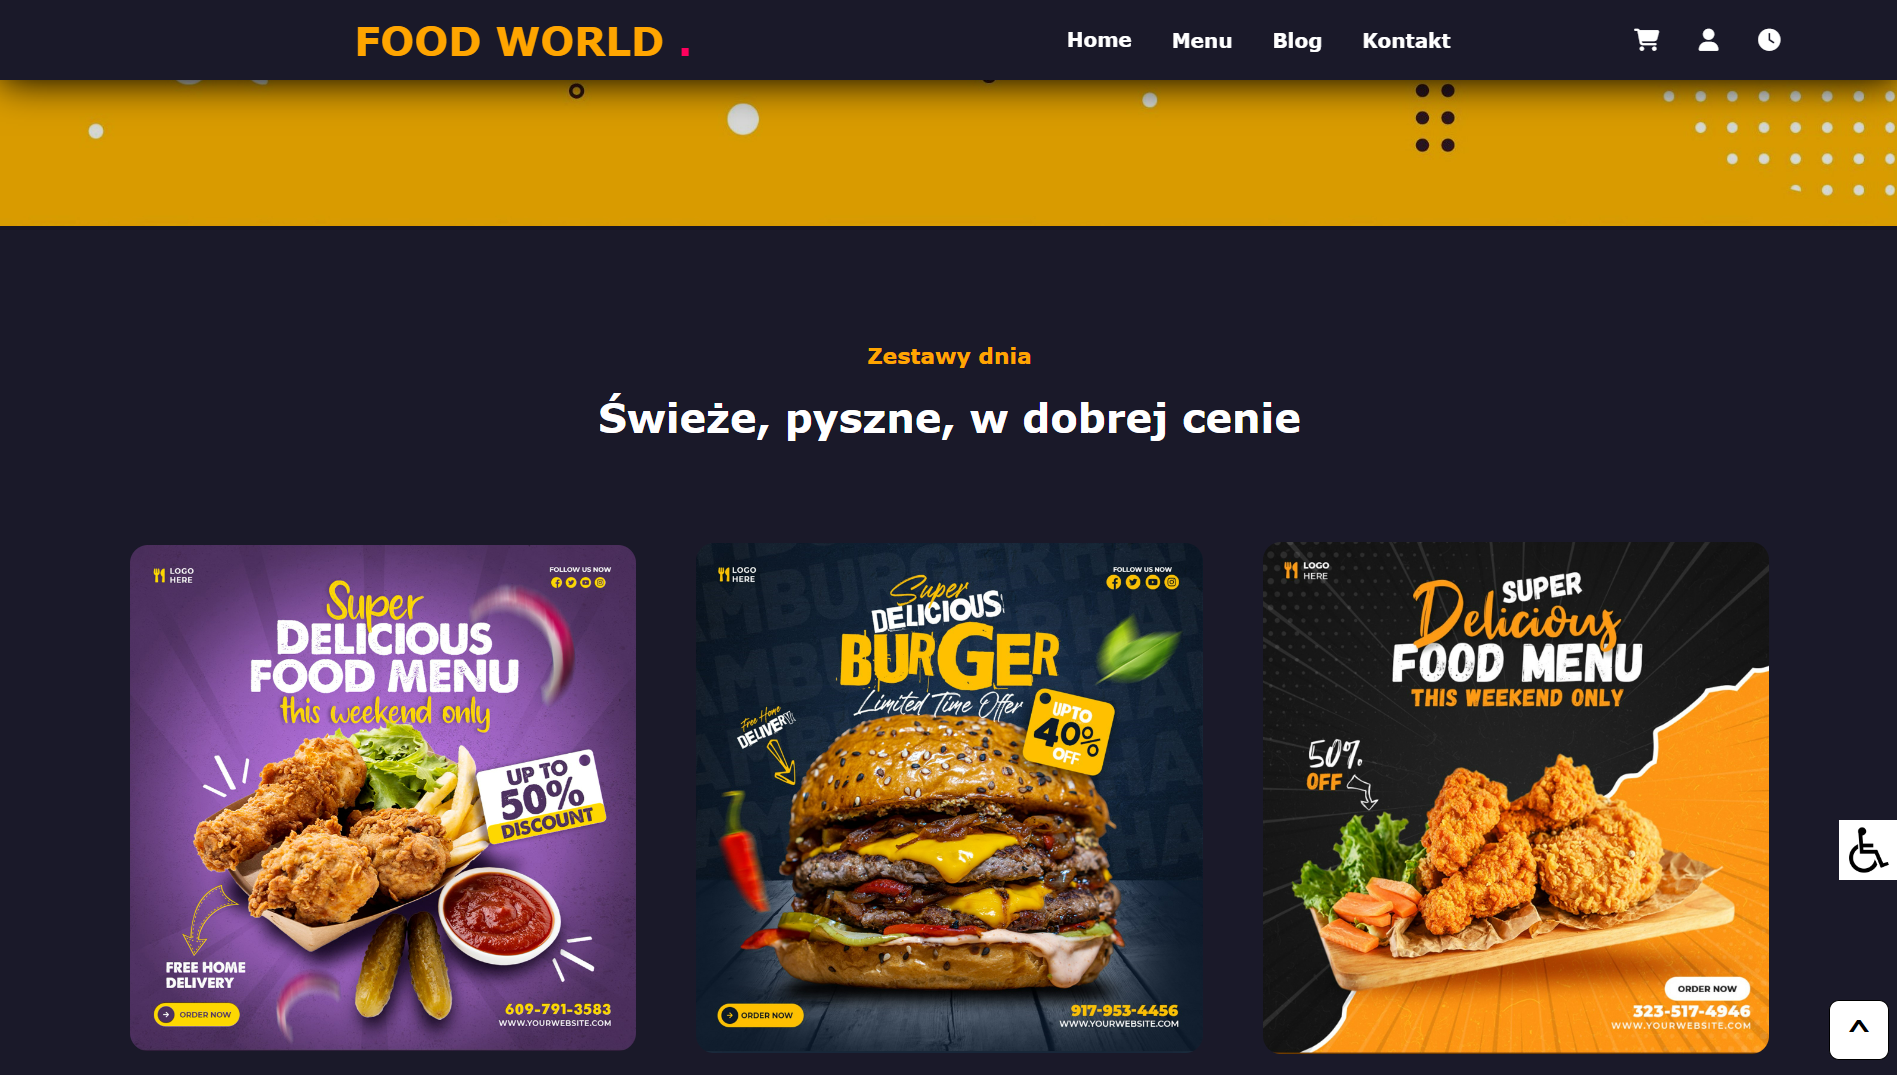 FOOD WORLD .
Home Menu Blog Kontakt
Zestawy dnia
Świeże, pyszne, w dobrej cenie
LOGO
HERE
FOLLOW US NOW
Super
DELICIOUS
FOOD MENU
this weekend only
UP TO
50%
DISCOUNT
FREE HOME
DELIVERY
ORDER NOW
609-791-3583
WWW.YOURWEBSITE.COM
LOGO
HERE
FOLLOW US NOW
Super
DELICIOUS
BURGER
Limited Time Offer
Free Home
DELIVERY
UPTO
40%
OFF
ORDER NOW
917-953-4456
WWW.YOURWEBSITE.COM
LOGO
HERE
SUPER
Delicious
FOOD MENU
THIS WEEKEND ONLY
50%
OFF
ORDER NOW
323-517-4946
WWW.YOURWEBSITE.COM
^